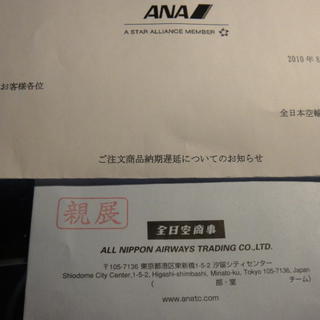 ANA
A STAR ALLIANCE MEMBER
2010年8
お客様各位
全日本空輸
ご注文商品納期遅延についてのお知らせ
親展
全日空商事
ALL NIPPON AIRWAYS TRADING CO.,LTD.
〒105-7136 東京都港区東新橋1-5-2 汐留シティセンター
Shiodome City Center,1-5-2, Higashi-shimbashi, Minato-ku, Tokyo 105-7136, Japan
( 部・室 チーム)
www.anatc.com